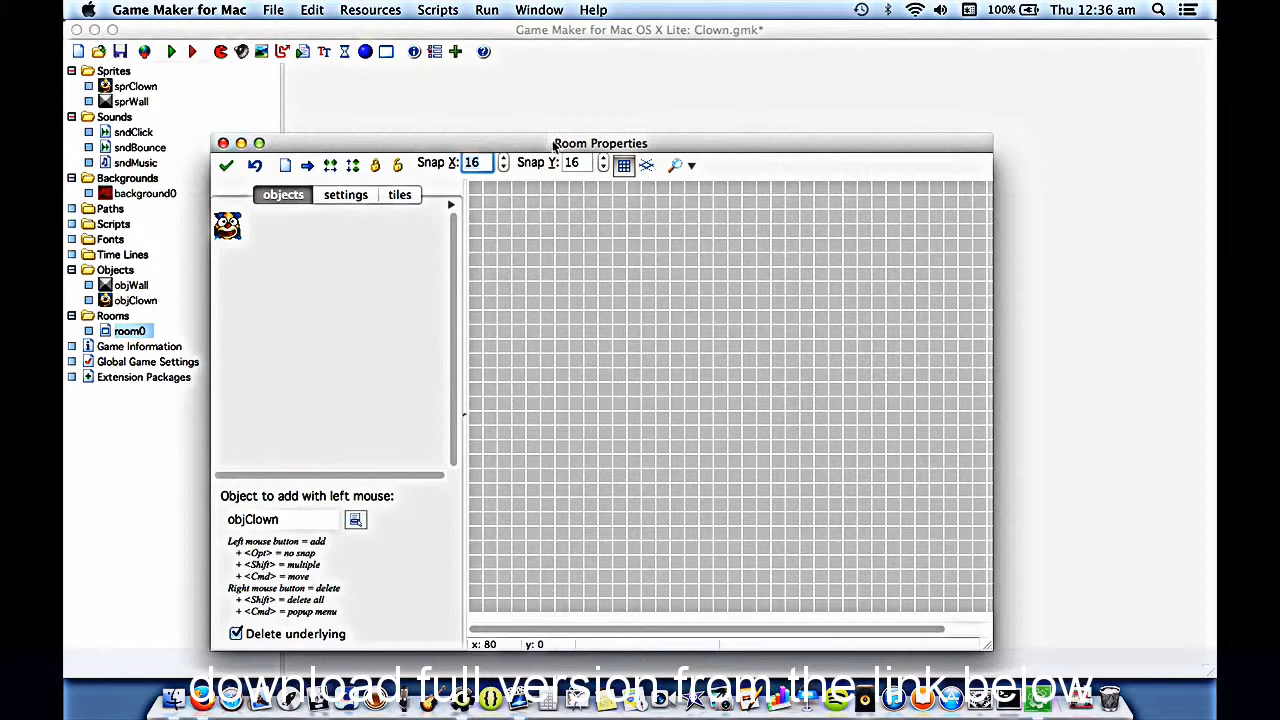 Game Maker for Mac File Edit Resources Scripts Run Window Help 100% Thu 12:36 am
Game Maker for Mac OS X Lite: Clown.gmk*
Sprites
sprClown
sprWall
Sounds
sndClick
sndBounce
sndMusic
Backgrounds
background0
Paths
Scripts
Fonts
Time Lines
Objects
objWall
objClown
Rooms
room0
Game Information
Global Game Settings
Extension Packages
Room Properties
Snap X: 16 Snap Y: 16
objects settings tiles
Object to add with left mouse:
objClown
Left mouse button = add
+ <Opt> = no snap
+ <Shift> = multiple
+ <Cmd> = move
Right mouse button = delete
+ <Shift> = delete all
+ <Cmd> = popup menu
Delete underlying
x: 80 y: 0
download full version from the link below